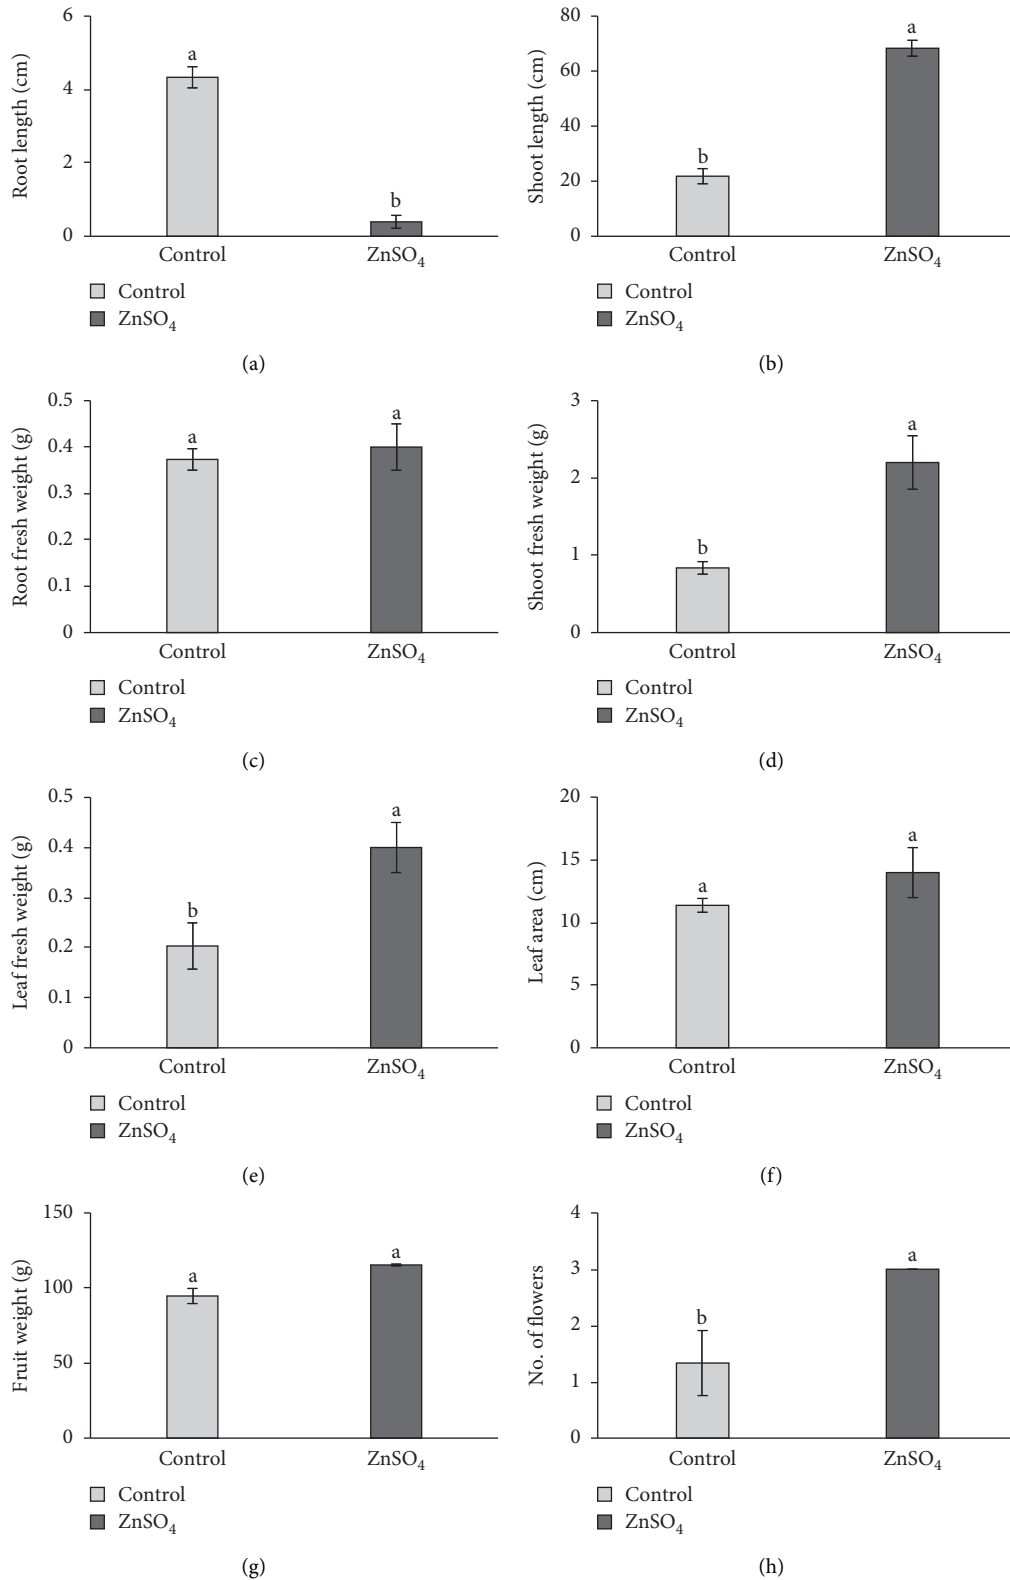 Root length (cm)
6
4
2
0
a
b
Control
ZnSO4
Control
ZnSO4
(a)
Shoot length (cm)
80
60
40
20
0
b
a
Control
ZnSO4
Control
ZnSO4
(b)
Root fresh weight (g)
0.5
0.4
0.3
0.2
0.1
0
a
a
Control
ZnSO4
Control
ZnSO4
(c)
Shoot fresh weight (g)
3
2
1
0
b
a
Control
ZnSO4
Control
ZnSO4
(d)
Leaf fresh weight (g)
0.5
0.4
0.3
0.2
0.1
0
b
a
Control
ZnSO4
Control
ZnSO4
(e)
Leaf area (cm)
20
15
10
5
0
a
a
Control
ZnSO4
Control
ZnSO4
(f)
Fruit weight (g)
150
100
50
0
a
a
Control
ZnSO4
Control
ZnSO4
(g)
No. of flowers
4
3
2
1
0
b
a
Control
ZnSO4
Control
ZnSO4
(h)